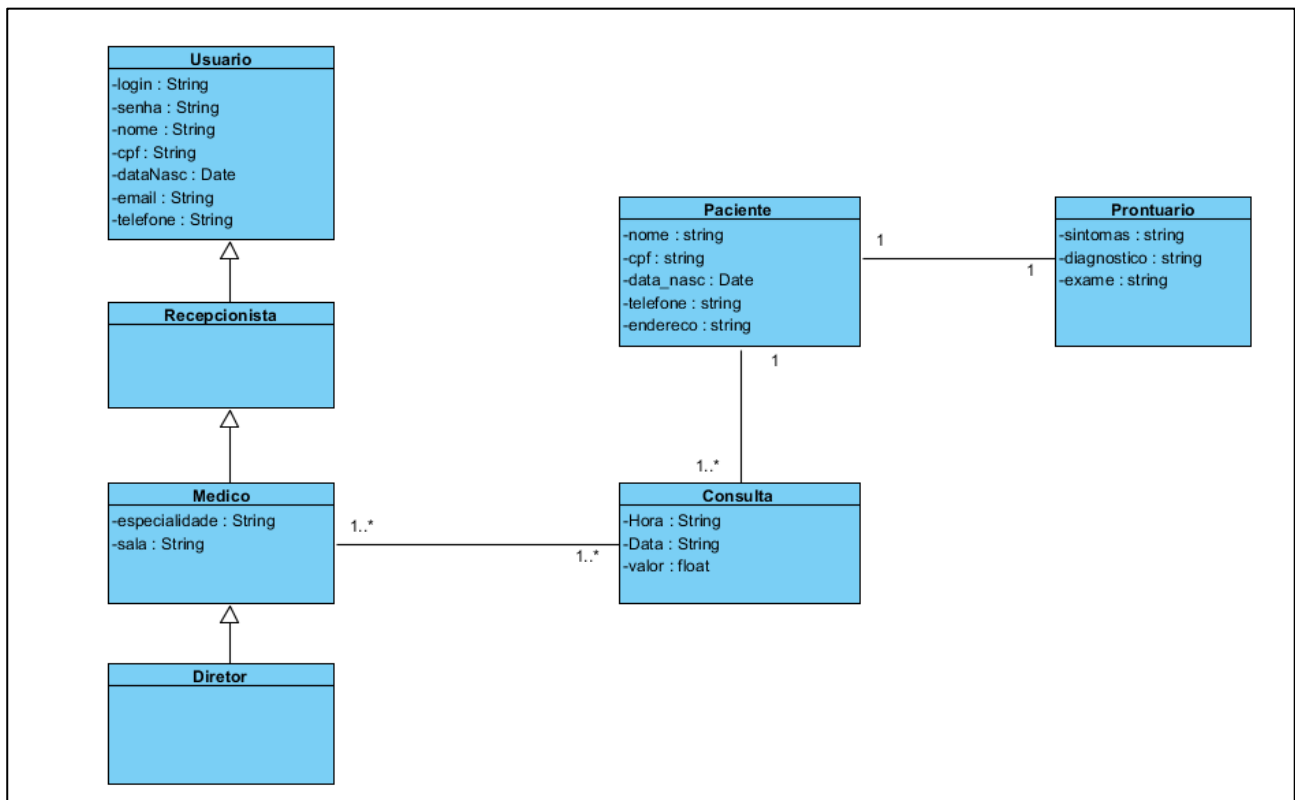 Usuario
-login : String
-senha : String
-nome : String
-cpf : String
-dataNasc : Date
-email : String
-telefone : String
Recepcionista
Medico
-especialidade : String
-sala : String
Diretor
Paciente
-nome : string
-cpf : string
-data_nasc : Date
-telefone : string
-endereco : string
Prontuario
-sintomas : string
-diagnostico : string
-exame : string
Consulta
-Hora : String
-Data : String
-valor : float
1
1
1
1..*
1..*
1..*